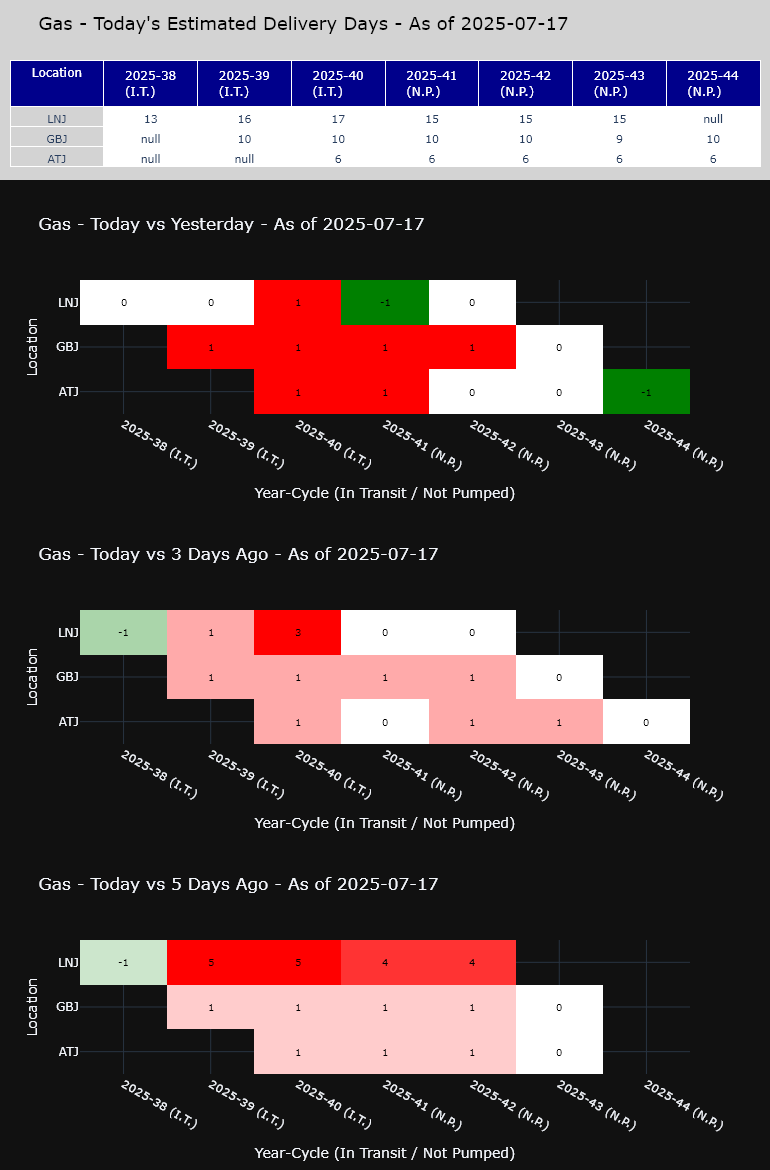 Gas - Today's Estimated Delivery Days - As of 2025-07-17
Location 2025-38 (I.T.) 2025-39 (I.T.) 2025-40 (I.T.) 2025-41 (N.P.) 2025-42 (N.P.) 2025-43 (N.P.) 2025-44 (N.P.)
LNJ 13 16 17 15 15 15 null
GBJ null 10 10 10 10 9 10
ATJ null null 6 6 6 6 6
Gas - Today vs Yesterday - As of 2025-07-17
Location
LNJ 0 0 1 -1 0
GBJ 1 1 1 1 0
ATJ 1 1 0 0 -1
2025-38 (I.T.) 2025-39 (I.T.) 2025-40 (I.T.) 2025-41 (N.P.) 2025-42 (N.P.) 2025-43 (N.P.) 2025-44 (N.P.)
Year-Cycle (In Transit / Not Pumped)
Gas - Today vs 3 Days Ago - As of 2025-07-17
Location
LNJ -1 1 3 0 0
GBJ 1 1 1 1 0
ATJ 1 0 1 1 0
2025-38 (I.T.) 2025-39 (I.T.) 2025-40 (I.T.) 2025-41 (N.P.) 2025-42 (N.P.) 2025-43 (N.P.) 2025-44 (N.P.)
Year-Cycle (In Transit / Not Pumped)
Gas - Today vs 5 Days Ago - As of 2025-07-17
Location
LNJ -1 5 5 4 4
GBJ 1 1 1 1 0
ATJ 1 1 1 0
2025-38 (I.T.) 2025-39 (I.T.) 2025-40 (I.T.) 2025-41 (N.P.) 2025-42 (N.P.) 2025-43 (N.P.) 2025-44 (N.P.)
Year-Cycle (In Transit / Not Pumped)